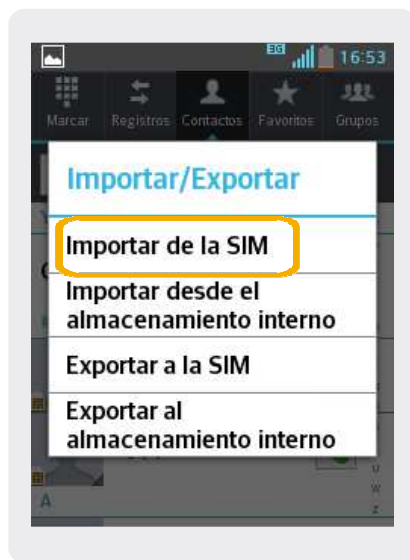 3G 16:53
Marcar Registros Contactos Favoritos Grupos
Importar/Exportar
Importar de la SIM
Importar desde el
almacenamiento interno
Exportar a la SIM
Exportar al
almacenamiento interno
U
W
A
Z